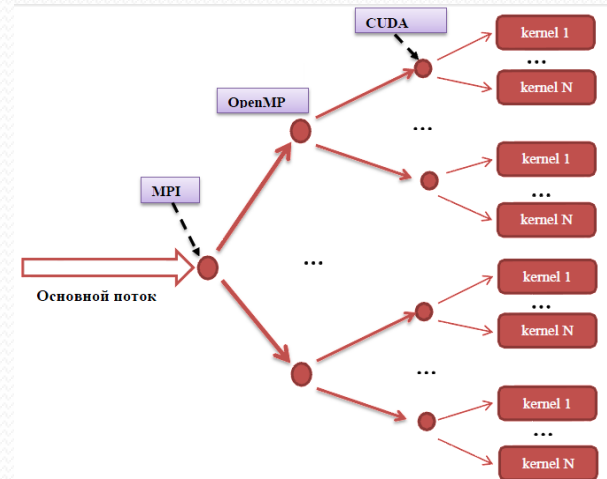 CUDA
kernel 1
...
kernel N
OpenMP
...
kernel 1
...
kernel N
MPI
...
Основной поток
kernel 1
...
kernel N
...
kernel 1
...
kernel N